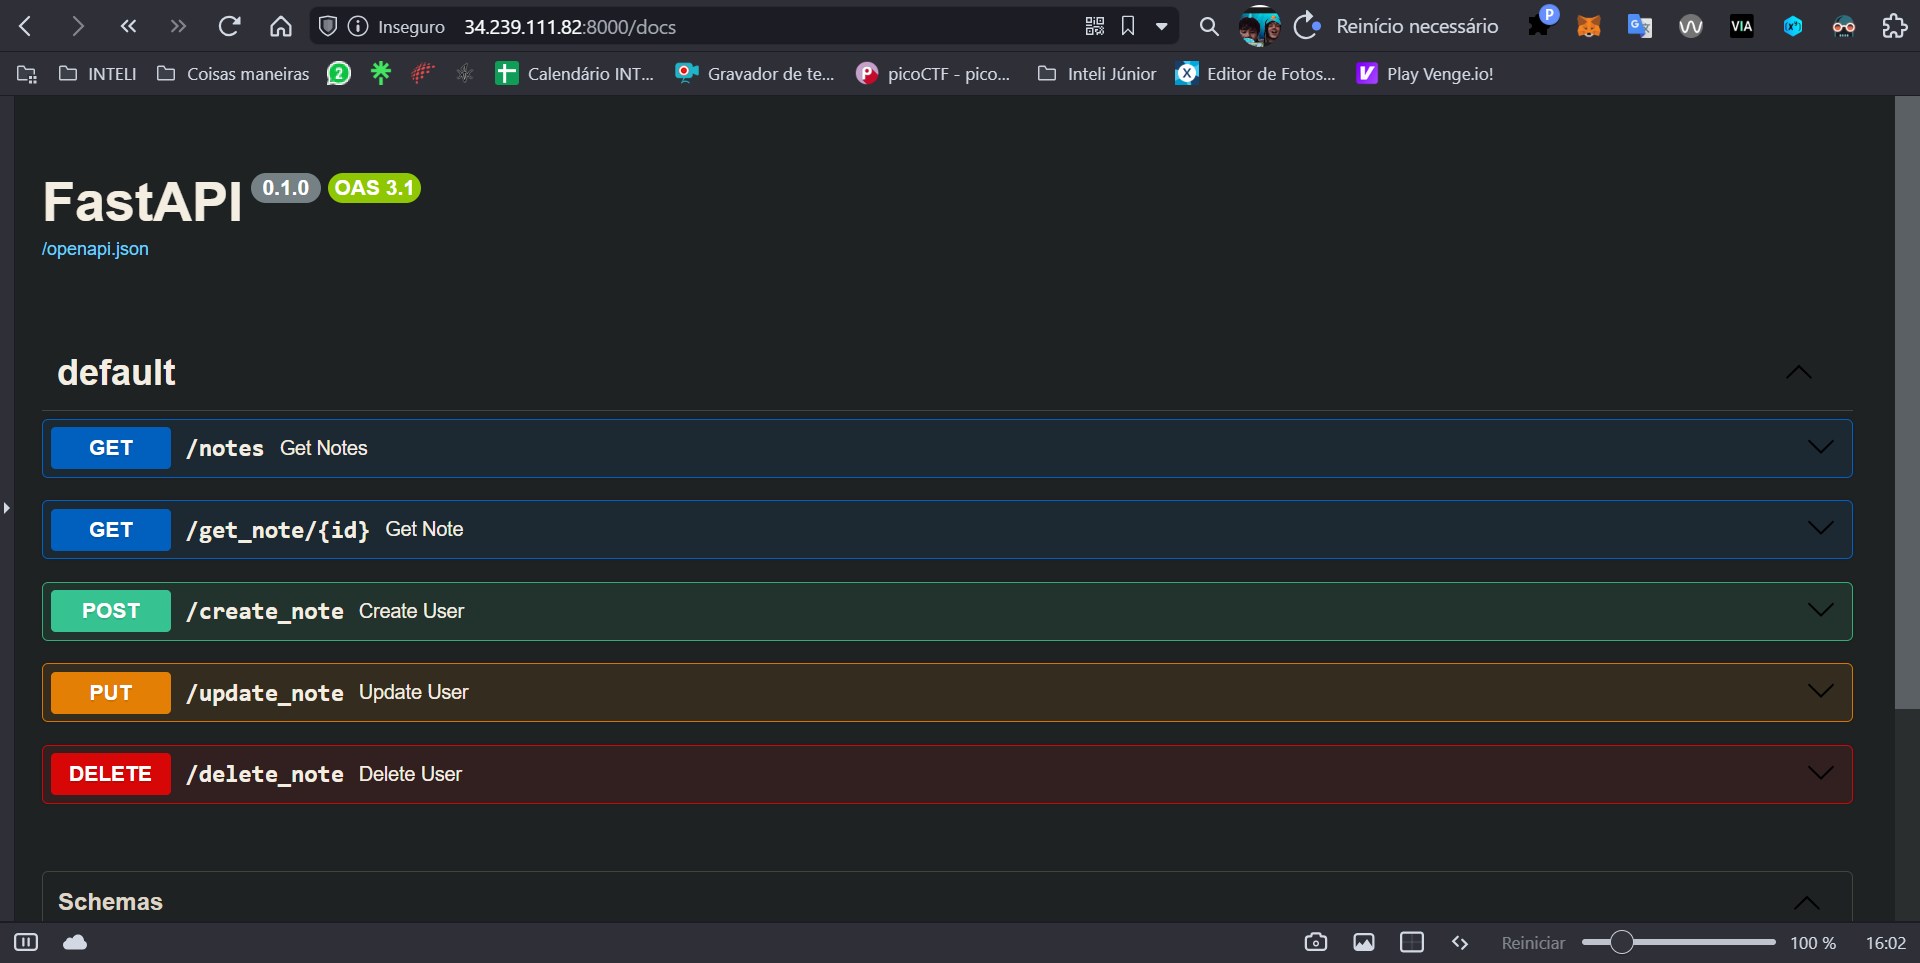 Inseguro 34.239.111.82:8000/docs
Reinício necessário
P
VIA
INTELI
Coisas maneiras
2
Calendário INT...
Gravador de te...
picoCTF - pico...
Inteli Júnior
Editor de Fotos...
Play Venge.io!
FastAPI 0.1.0 OAS 3.1
/openapi.json
default
GET /notes Get Notes
GET /get_note/{id} Get Note
POST /create_note Create User
PUT /update_note Update User
DELETE /delete_note Delete User
Schemas
Reiniciar 100 % 16:02